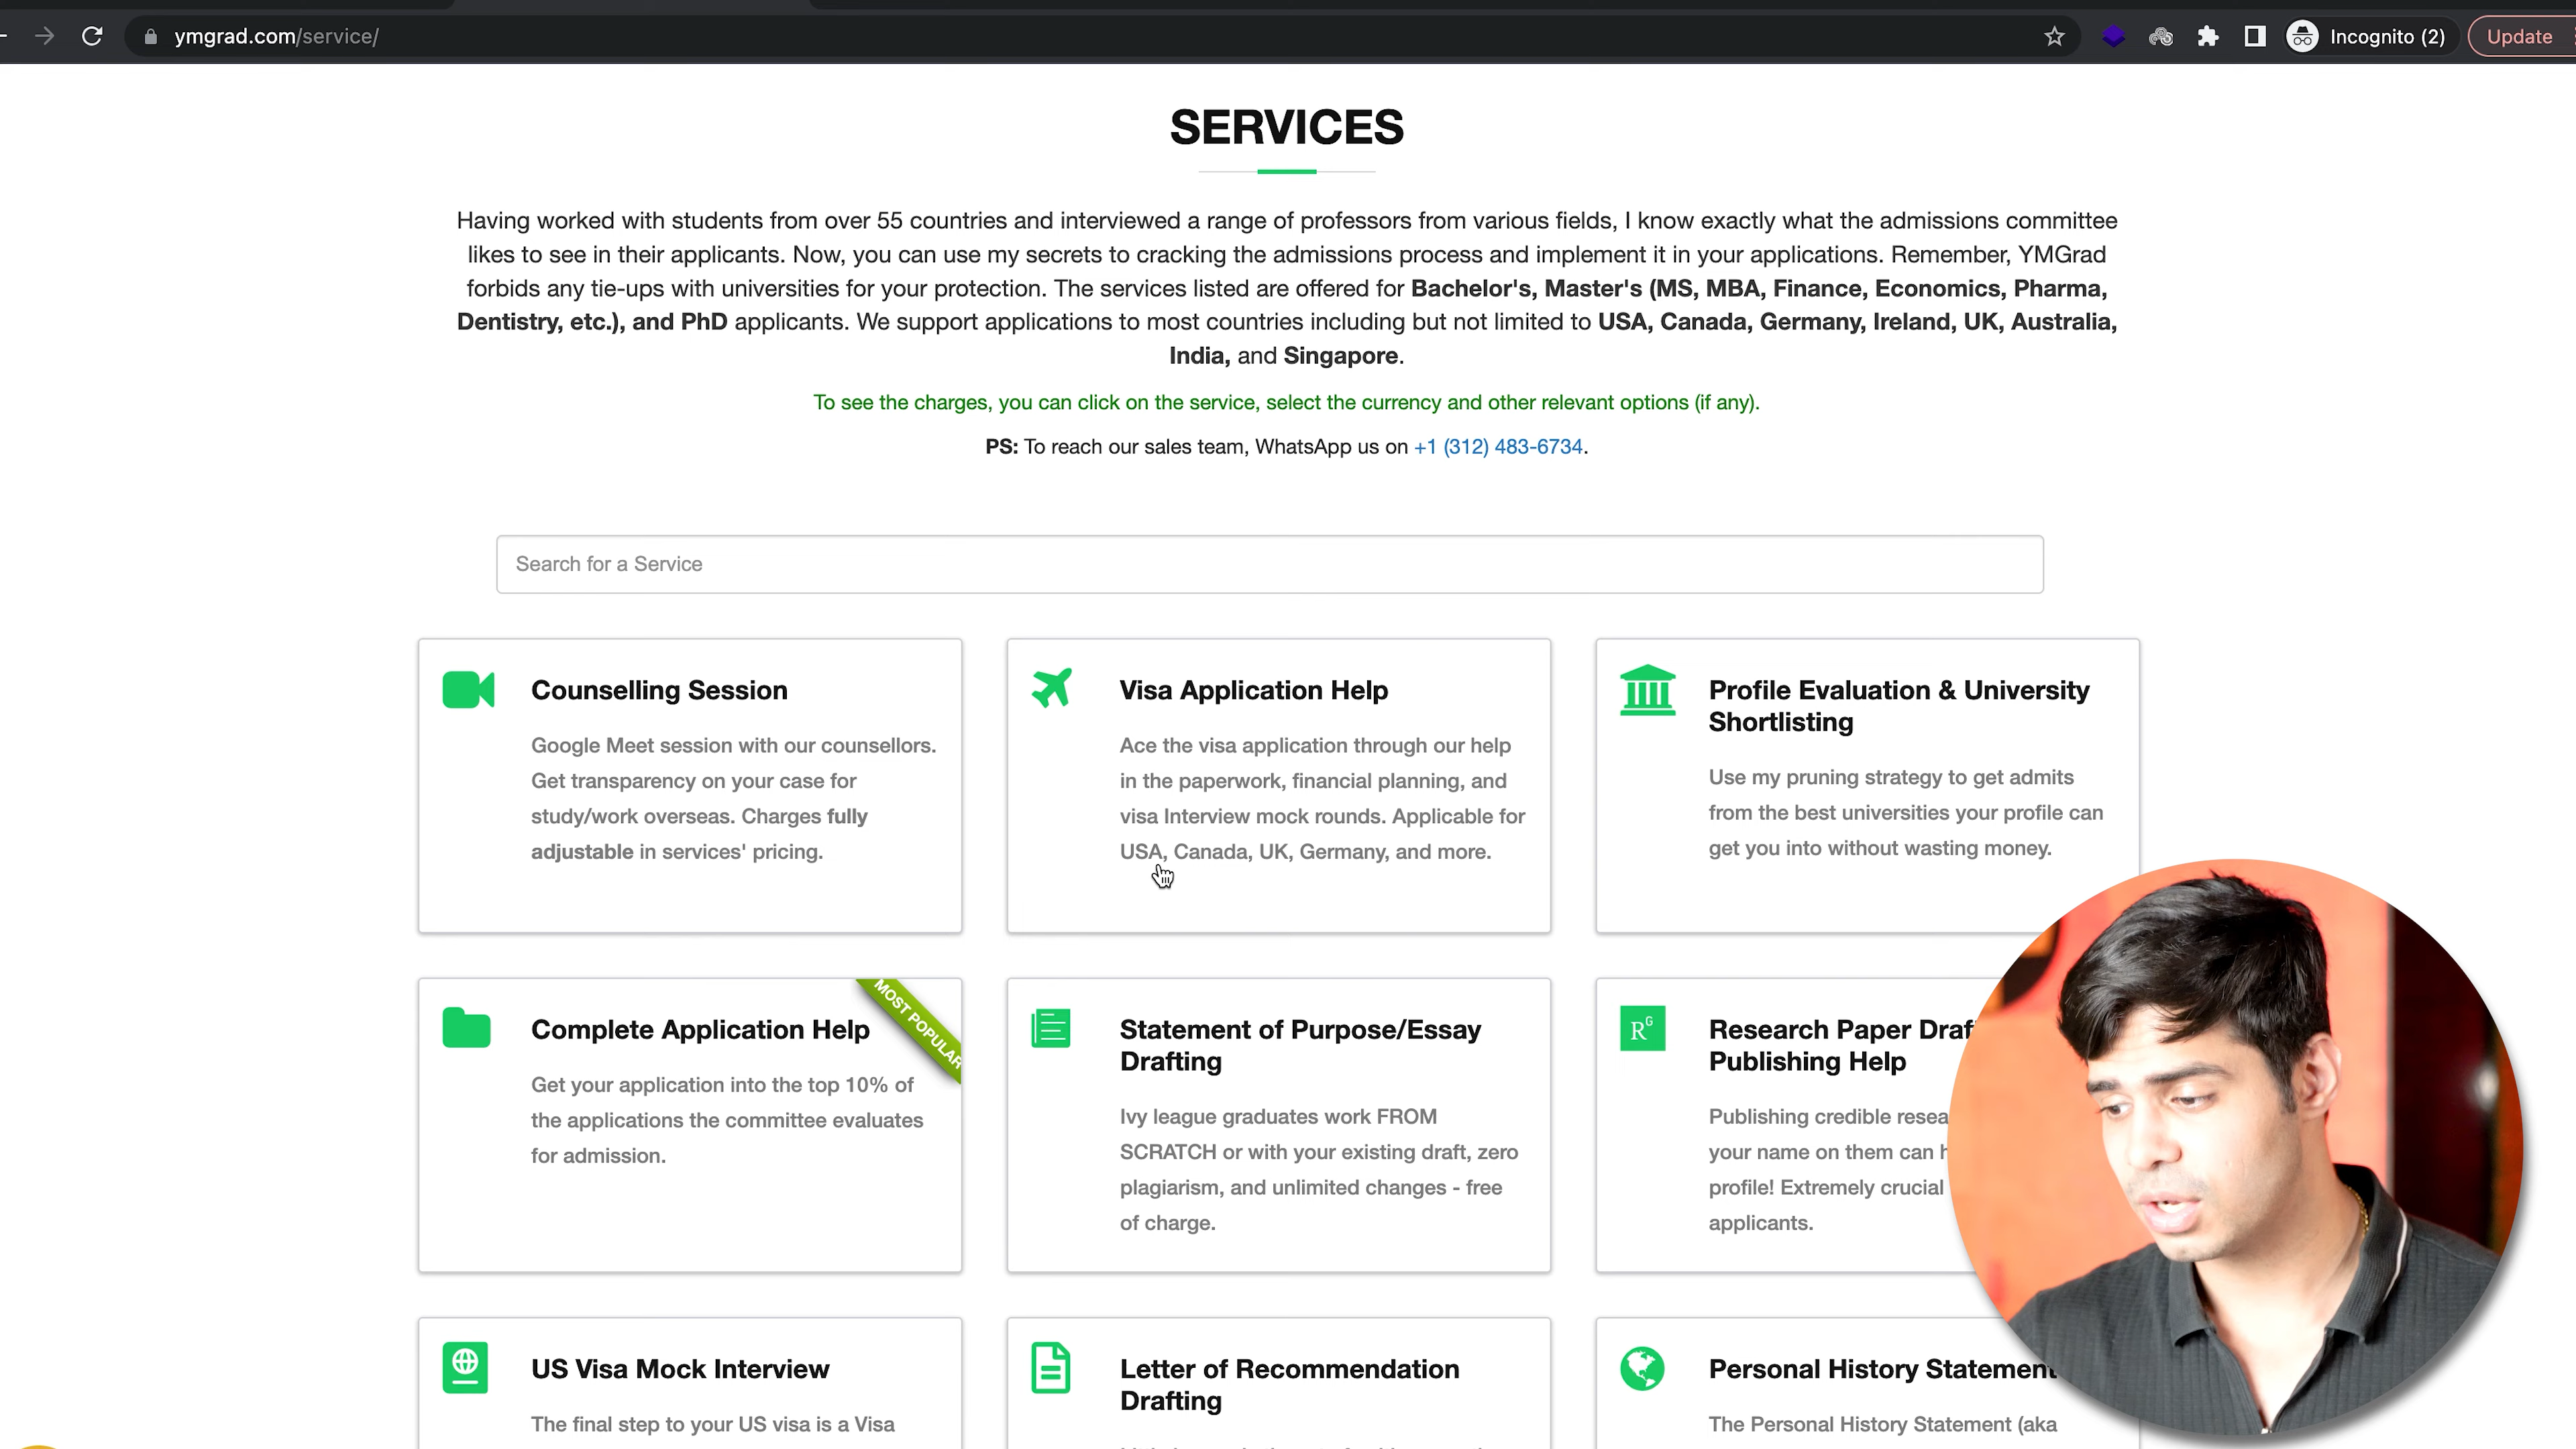 ymgrad.com/service/
Incognito (2)
Update
SERVICES
Having worked with students from over 55 countries and interviewed a range of professors from various fields, I know exactly what the admissions committee
likes to see in their applicants. Now, you can use my secrets to cracking the admissions process and implement it in your applications. Remember, YMGrad
forbids any tie-ups with universities for your protection. The services listed are offered for Bachelor's, Master's (MS, MBA, Finance, Economics, Pharma,
Dentistry, etc.), and PhD applicants. We support applications to most countries including but not limited to USA, Canada, Germany, Ireland, UK, Australia,
India, and Singapore.
To see the charges, you can click on the service, select the currency and other relevant options (if any).
PS: To reach our sales team, WhatsApp us on +1 (312) 483-6734.
Search for a Service
Counselling Session
Google Meet session with our counsellors.
Get transparency on your case for
study/work overseas. Charges fully
adjustable in services' pricing.
Visa Application Help
Ace the visa application through our help
in the paperwork, financial planning, and
visa Interview mock rounds. Applicable for
USA, Canada, UK, Germany, and more.
Profile Evaluation & University
Shortlisting
Use my pruning strategy to get admits
from the best universities your profile can
get you into without wasting money.
MOST POPULAR
Complete Application Help
Get your application into the top 10% of
the applications the committee evaluates
for admission.
Statement of Purpose/Essay
Drafting
Ivy league graduates work FROM
SCRATCH or with your existing draft, zero
plagiarism, and unlimited changes - free
of charge.
RG
Research Paper
Publishing Help
Publishing credible
your name on them can
profile! Extremely crucial
applicants.
US Visa Mock Interview
The final step to your US visa is a Visa
Letter of Recommendation
Drafting
Personal History Statement
The Personal History Statement (aka